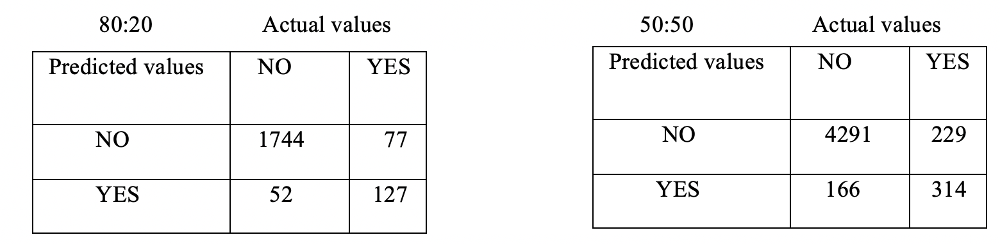 80:20 Actual values
Predicted values NO YES
NO 1744 77
YES 52 127
50:50 Actual values
Predicted values NO YES
NO 4291 229
YES 166 314